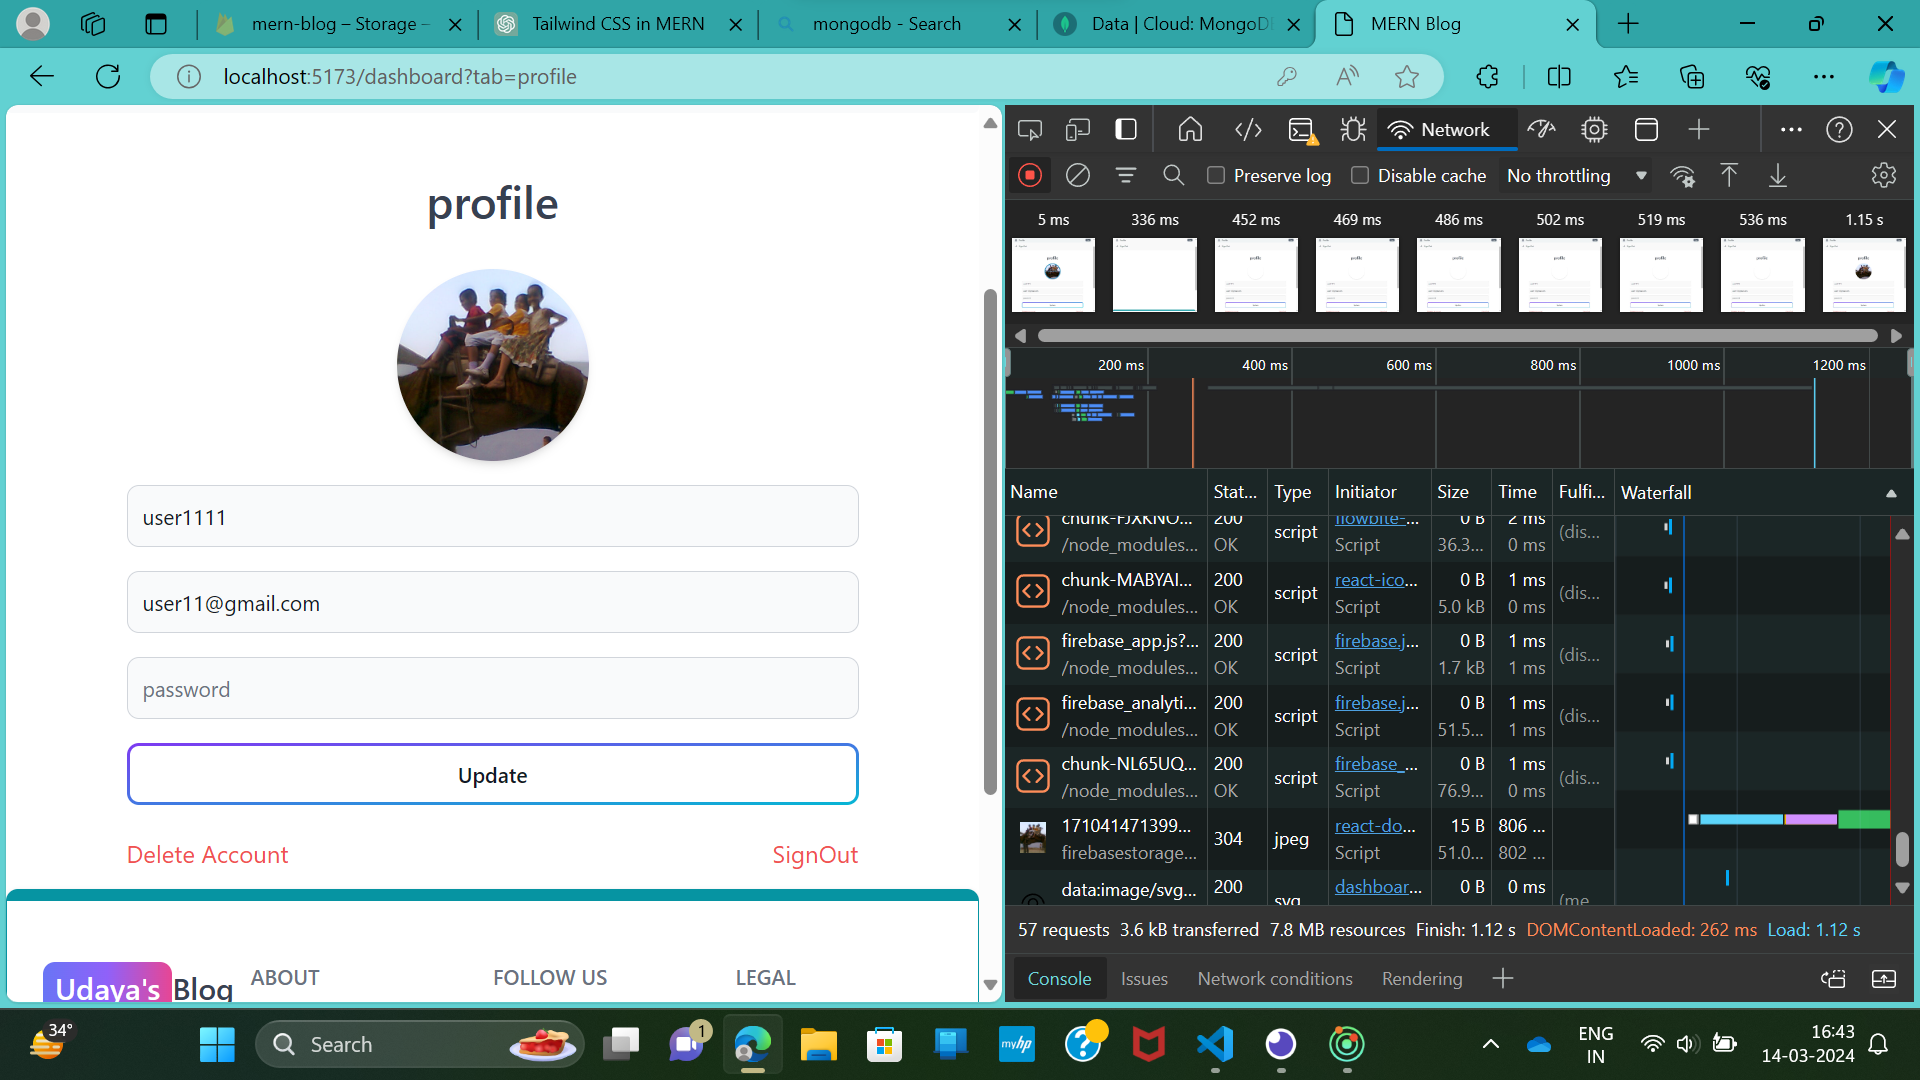 mern-blog – Storage –
Tailwind CSS in MERN
mongodb - Search
Data | Cloud: MongoD
MERN Blog
localhost:5173/dashboard?tab=profile
profile
user1111
user11@gmail.com
password
Update
Delete Account
SignOut
Udaya's Blog
ABOUT
FOLLOW US
LEGAL
Network
Preserve log
Disable cache
No throttling
5 ms 336 ms 452 ms 469 ms 486 ms 502 ms 519 ms 536 ms 1.15 s
200 ms 400 ms 600 ms 800 ms 1000 ms 1200 ms
Name Stat... Type Initiator Size Time Fulfi... Waterfall
chunk-FJXKNO... 200 script flowbite-... 0 B 2 ms (dis...
/node_modules... OK Script 36.3... 0 ms
chunk-MABYAI... 200 script react-ico... 0 B 1 ms (dis...
/node_modules... OK Script 5.0 kB 0 ms
firebase_app.js?... 200 script firebase.j... 0 B 1 ms (dis...
/node_modules... OK Script 1.7 kB 1 ms
firebase_analyti... 200 script firebase.j... 0 B 1 ms (dis...
/node_modules... OK Script 51.5... 1 ms
chunk-NL65UQ... 200 script firebase_... 0 B 1 ms (dis...
/node_modules... OK Script 76.9... 0 ms
171041471399... 304 jpeg react-do... 15 B 806 ...
firebasestorage... Script 51.0... 802 ...
data:image/svg... 200 svg dashboar... 0 B 0 ms (me
57 requests 3.6 kB transferred 7.8 MB resources Finish: 1.12 s DOMContentLoaded: 262 ms Load: 1.12 s
Console Issues Network conditions Rendering
34°
Search
1
myhp
ENG
IN
16:43
14-03-2024